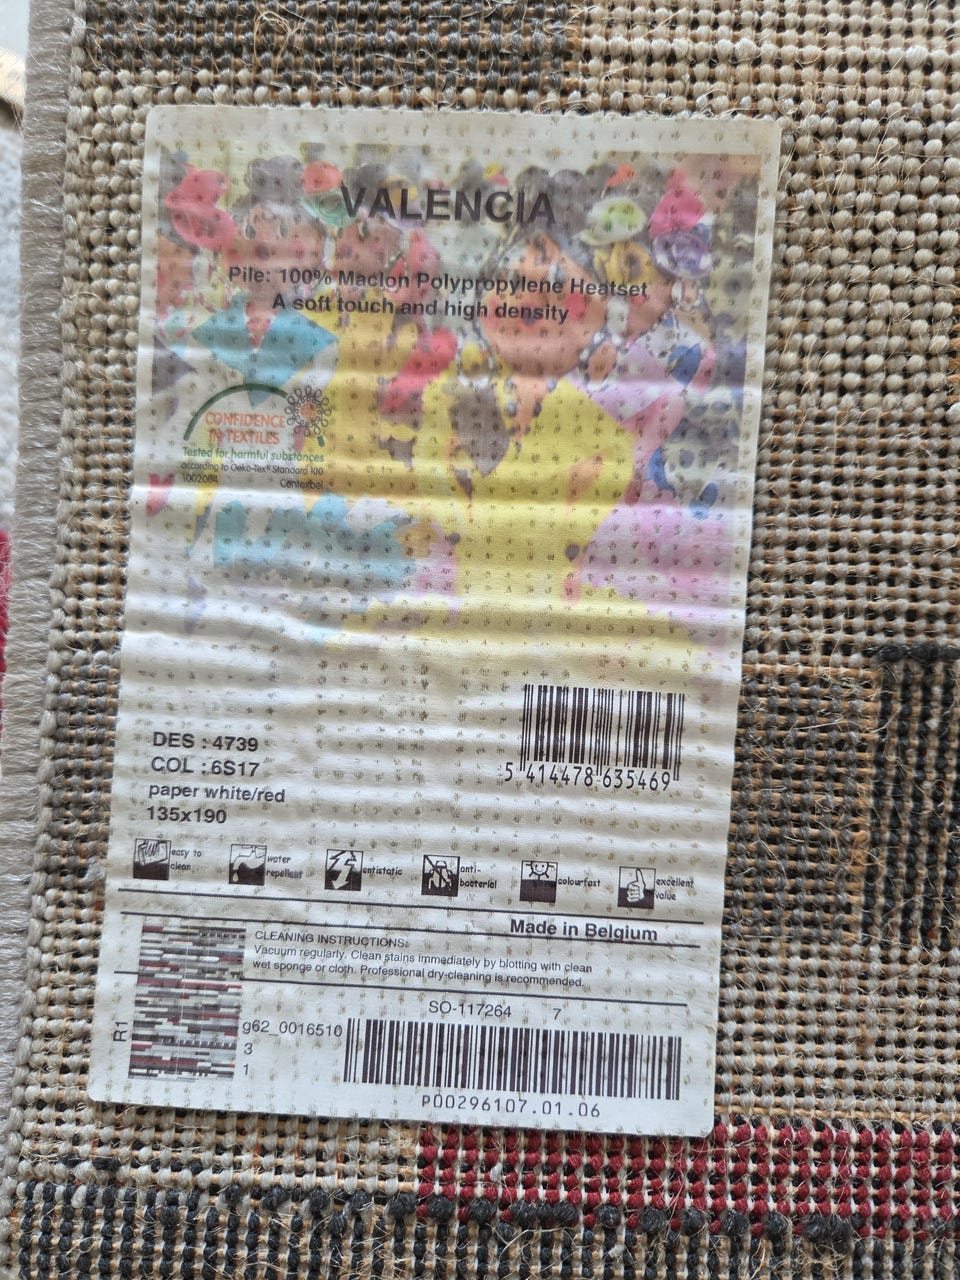 VALENCIA
Pile: 100% Maclon Polypropylene Heatset
A soft touch and high density
CONFIDENCE
IN TEXTILES
Tested for harmful substances
according to Oeko-Tex® Standard 100
1002084
Centexbel
5 414478 635469
DES : 4739
COL : 6S17
paper white/red
135x190
easy to
clean
water
repellent
antistatic
anti-
bacterial
colourfast
excellent
value
Made in Belgium
CLEANING INSTRUCTIONS:
Vacuum regularly. Clean stains immediately by blotting with clean
wet sponge or cloth. Professional dry-cleaning is recommended.
SO-117264 7
R1
g62_0016510
3
1
P00296107.01.06